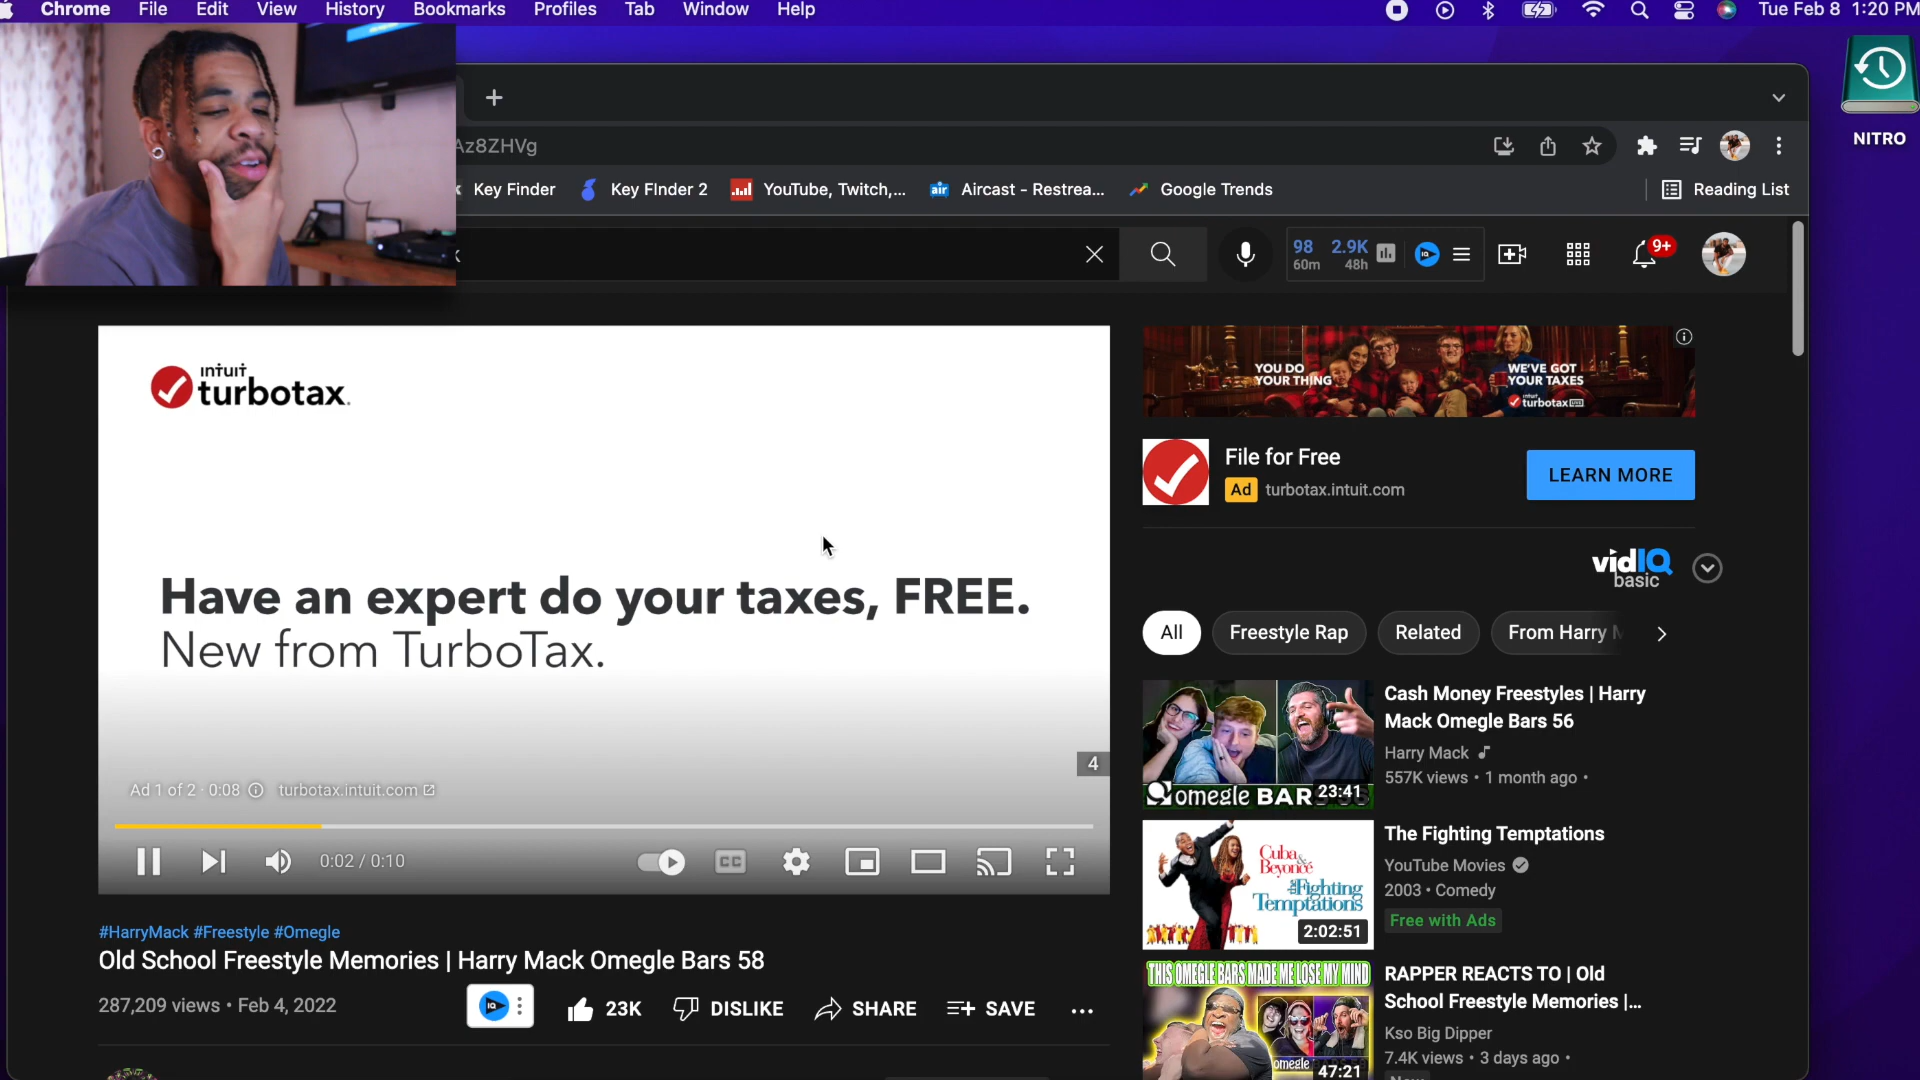 Chrome File Edit View History Bookmarks Profiles Tab Window Help
Tue Feb 8 1:20 PM
NITRO
Az8ZHVg
Key Finder Key FInder 2 YouTube, Twitch,... air Aircast - Restrea... Google Trends Reading List
98 2.9K
60m 48h
9+
intuit
turbotax.
Have an expert do your taxes, FREE.
New from TurboTax.
4
Ad 1 of 2 · 0:08 turbotax.intuit.com
0:02 / 0:10
CC
#HarryMack #Freestyle #Omegle
Old School Freestyle Memories | Harry Mack Omegle Bars 58
287,209 views • Feb 4, 2022
IQ
23K DISLIKE SHARE SAVE ...
YOU DO
YOUR THING
WE'VE GOT
YOUR TAXES
turbotax
File for Free
Ad turbotax.intuit.com
LEARN MORE
vidIQ
basic
All Freestyle Rap Related From Harry
Cash Money Freestyles | Harry
Mack Omegle Bars 56
Harry Mack
557K views • 1 month ago •
omegle BAR
23:41
The Fighting Temptations
YouTube Movies
2003 • Comedy
Free with Ads
Cuba &
Beyoncé
Fighting
Temptations
2:02:51
THIS OMEGLE BARS MADE ME LOSE MY MIND
RAPPER REACTS TO | Old
School Freestyle Memories |...
Kso Big Dipper
7.4K views • 3 days ago •
omegle
47:21